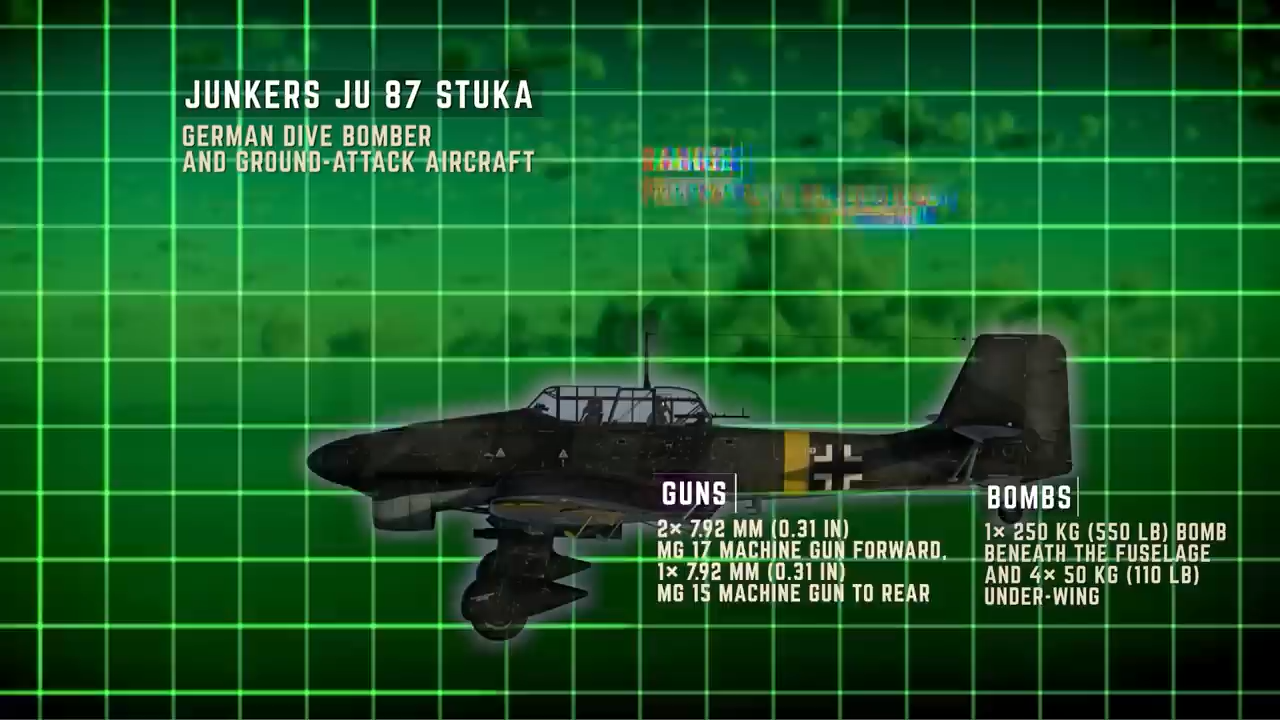 JUNKERS JU 87 STUKA
GERMAN DIVE BOMBER
AND GROUND-ATTACK AIRCRAFT
GUNS
2× 7.92 MM (0.31 IN)
MG 17 MACHINE GUN FORWARD,
1× 7.92 MM (0.31 IN)
MG 15 MACHINE GUN TO REAR
BOMBS
1× 250 KG (550 LB) BOMB
BENEATH THE FUSELAGE
AND 4× 50 KG (110 LB)
UNDER-WING